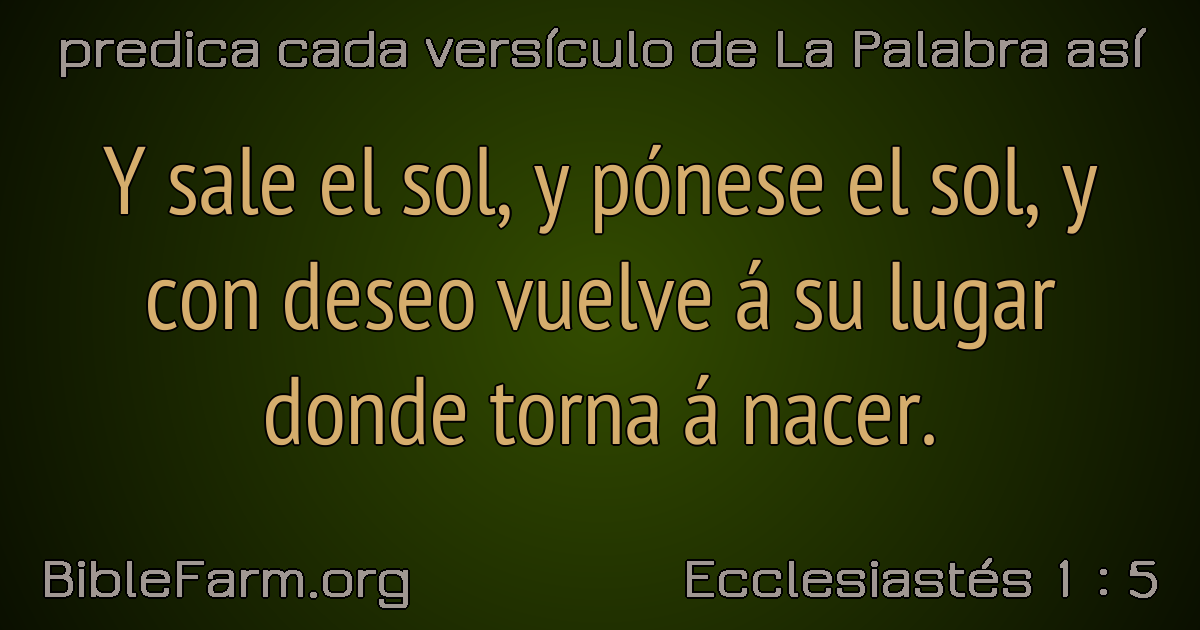 predica cada versículo de La Palabra así
Y sale el sol, y pónese el sol, y
con deseo vuelve á su lugar
donde torna á nacer.
BibleFarm.org
Ecclesiastés 1 : 5